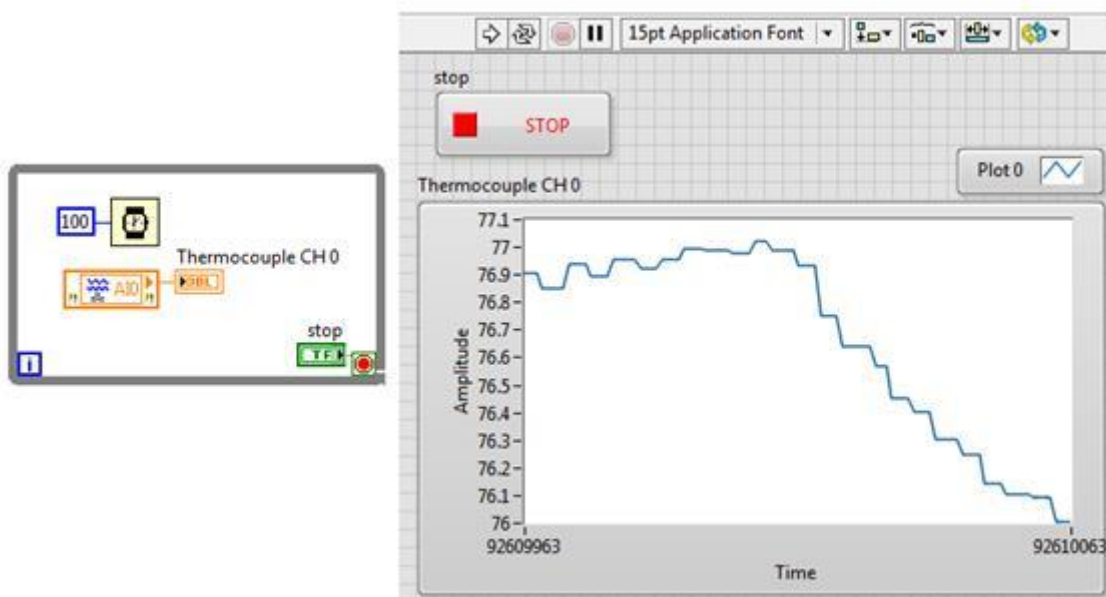 100
Thermocouple CH 0
AI0
DBL
stop
TF
i
15pt Application Font
stop
STOP
Plot 0
Thermocouple CH 0
77.1
77
76.9
76.8
76.7
76.6
76.5
76.4
76.3
76.2
76.1
76
Amplitude
92609963
92610063
Time